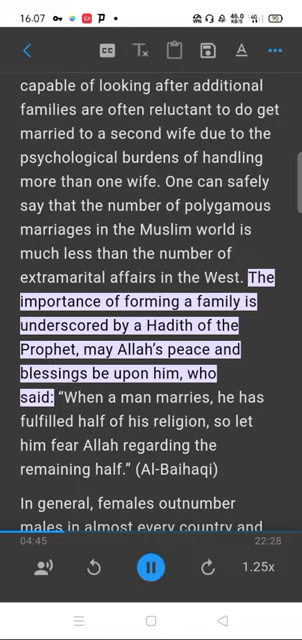 16.07
46.0
KB/S
4G
90
CC
capable of looking after additional
families are often reluctant to do get
married to a second wife due to the
psychological burdens of handling
more than one wife. One can safely
say that the number of polygamous
marriages in the Muslim world is
much less than the number of
extramarital affairs in the West. The
importance of forming a family is
underscored by a Hadith of the
Prophet, may Allah's peace and
blessings be upon him, who
said: “When a man marries, he has
fulfilled half of his religion, so let
him fear Allah regarding the
remaining half.” (Al-Baihaqi)
In general, females outnumber
males in almost every country and
04:45
22:28
1.25x